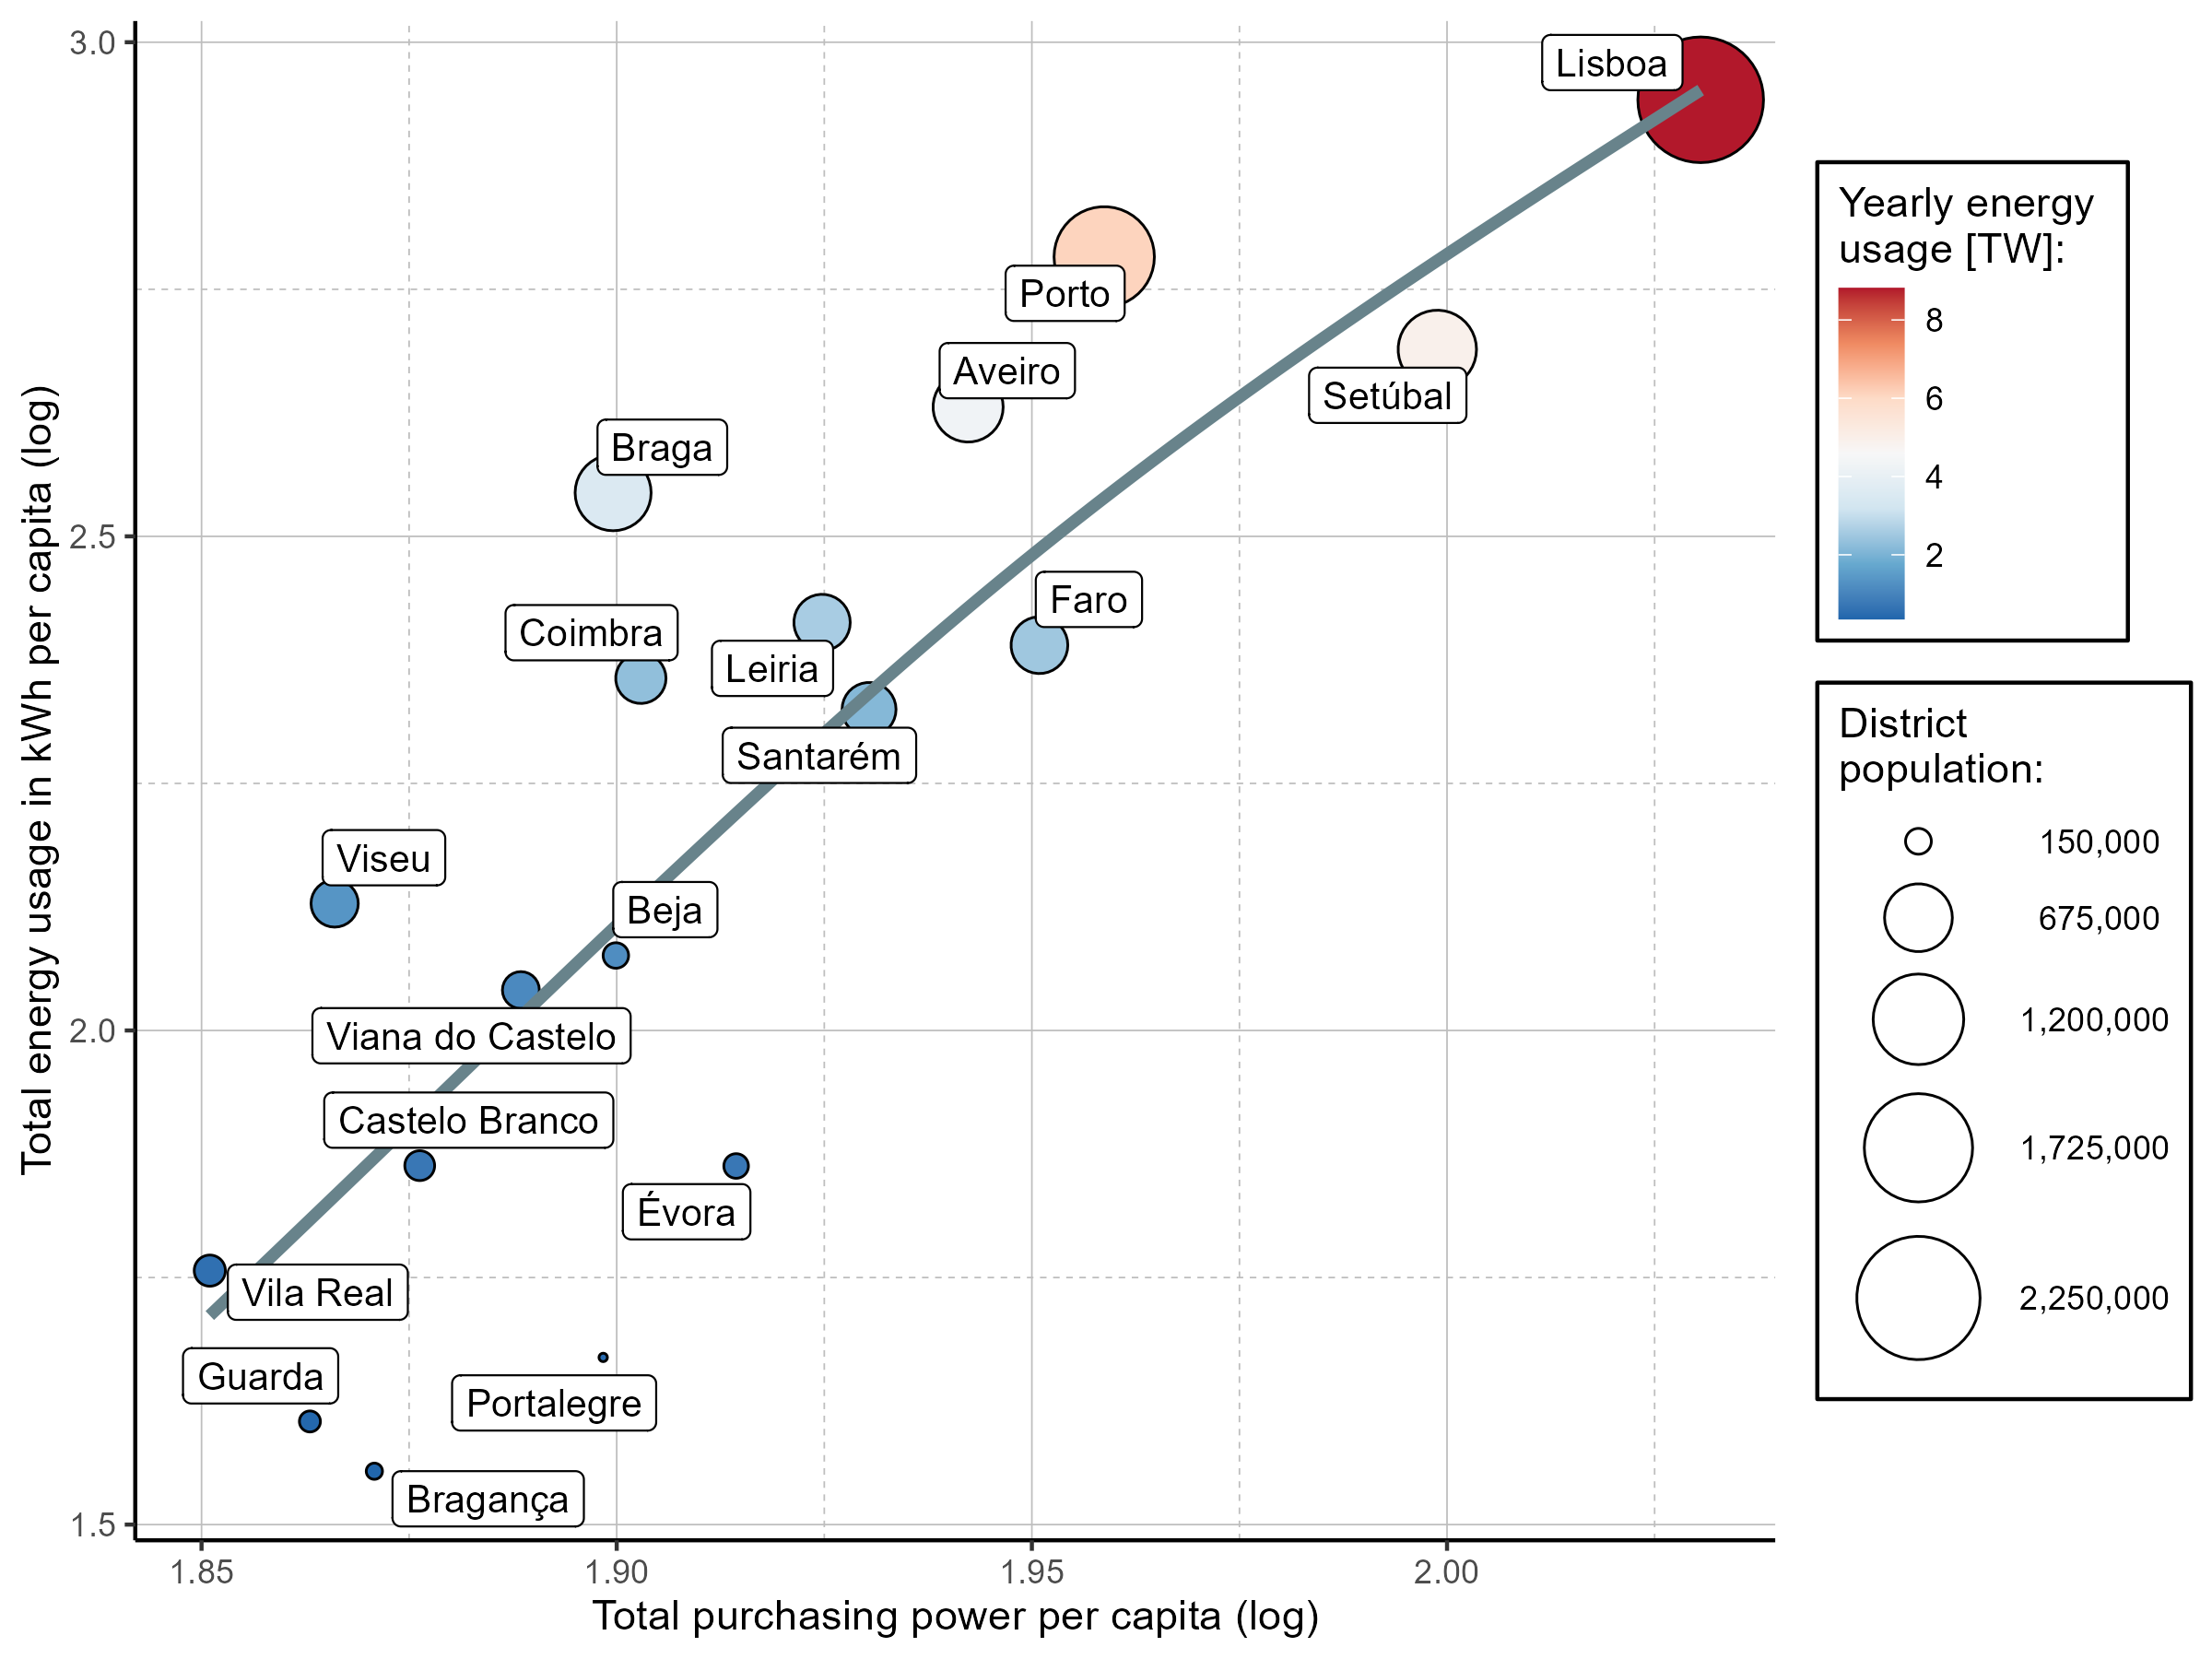 Total energy usage in kWh per capita (log)
3.0
2.5
2.0
1.5
Lisboa
Porto
Aveiro
Setúbal
Braga
Faro
Coimbra
Leiria
Santarém
Viseu
Beja
Viana do Castelo
Castelo Branco
Évora
Vila Real
Guarda
Portalegre
Bragança
1.85
1.90
1.95
2.00
Total purchasing power per capita (log)
Yearly energy
usage [TW]:
8
6
4
2
District
population:
150,000
675,000
1,200,000
1,725,000
2,250,000